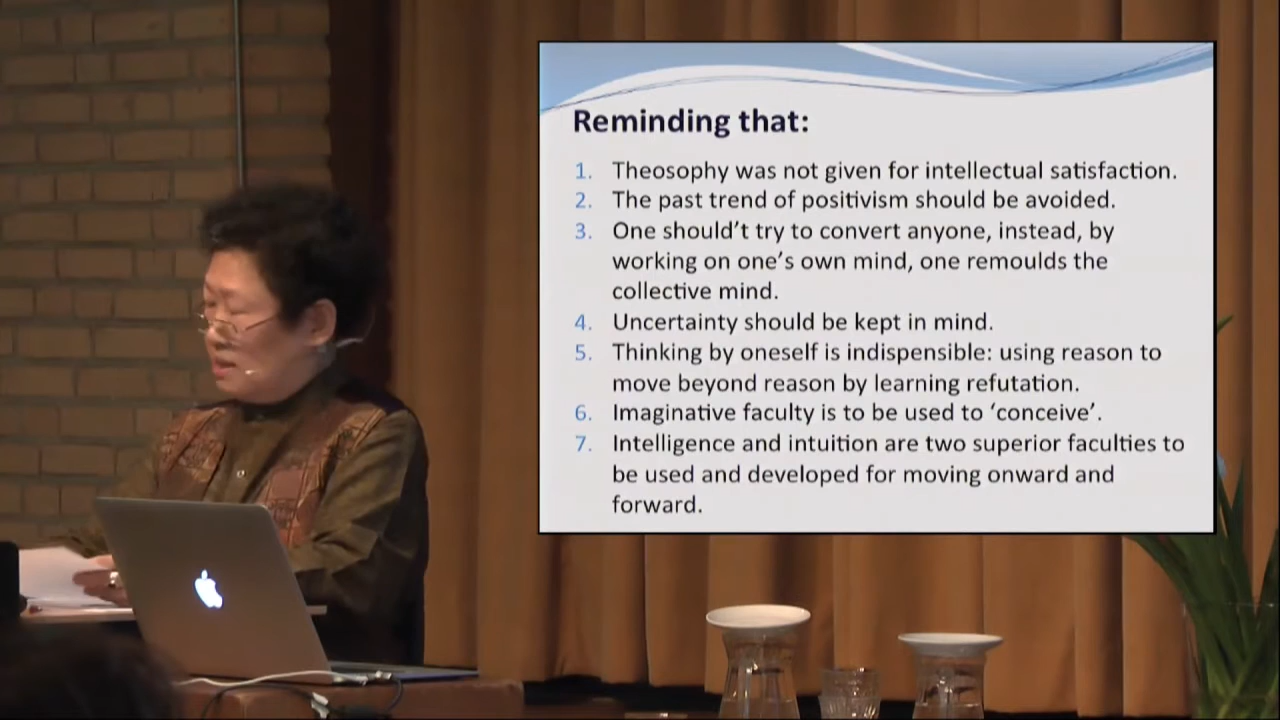 Reminding that:
1. Theosophy was not given for intellectual satisfaction.
2. The past trend of positivism should be avoided.
3. One should't try to convert anyone, instead, by
working on one's own mind, one remoulds the
collective mind.
4. Uncertainty should be kept in mind.
5. Thinking by oneself is indispensible: using reason to
move beyond reason by learning refutation.
6. Imaginative faculty is to be used to 'conceive'.
7. Intelligence and intuition are two superior faculties to
be used and developed for moving onward and
forward.